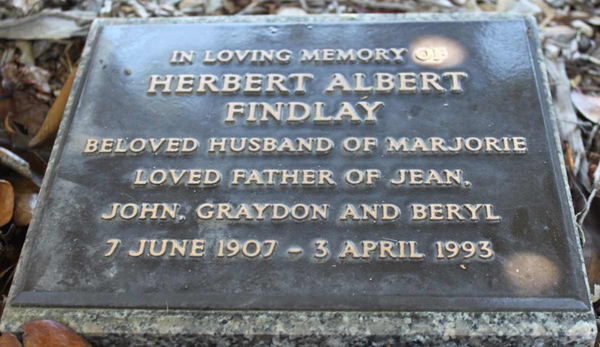 IN LOVING MEMORY OF
HERBERT ALBERT
FINDLAY
BELOVED HUSBAND OF MARJORIE
LOVED FATHER OF JEAN,
JOHN, GRAYDON AND BERYL
7 JUNE 1907 – 3 APRIL 1993